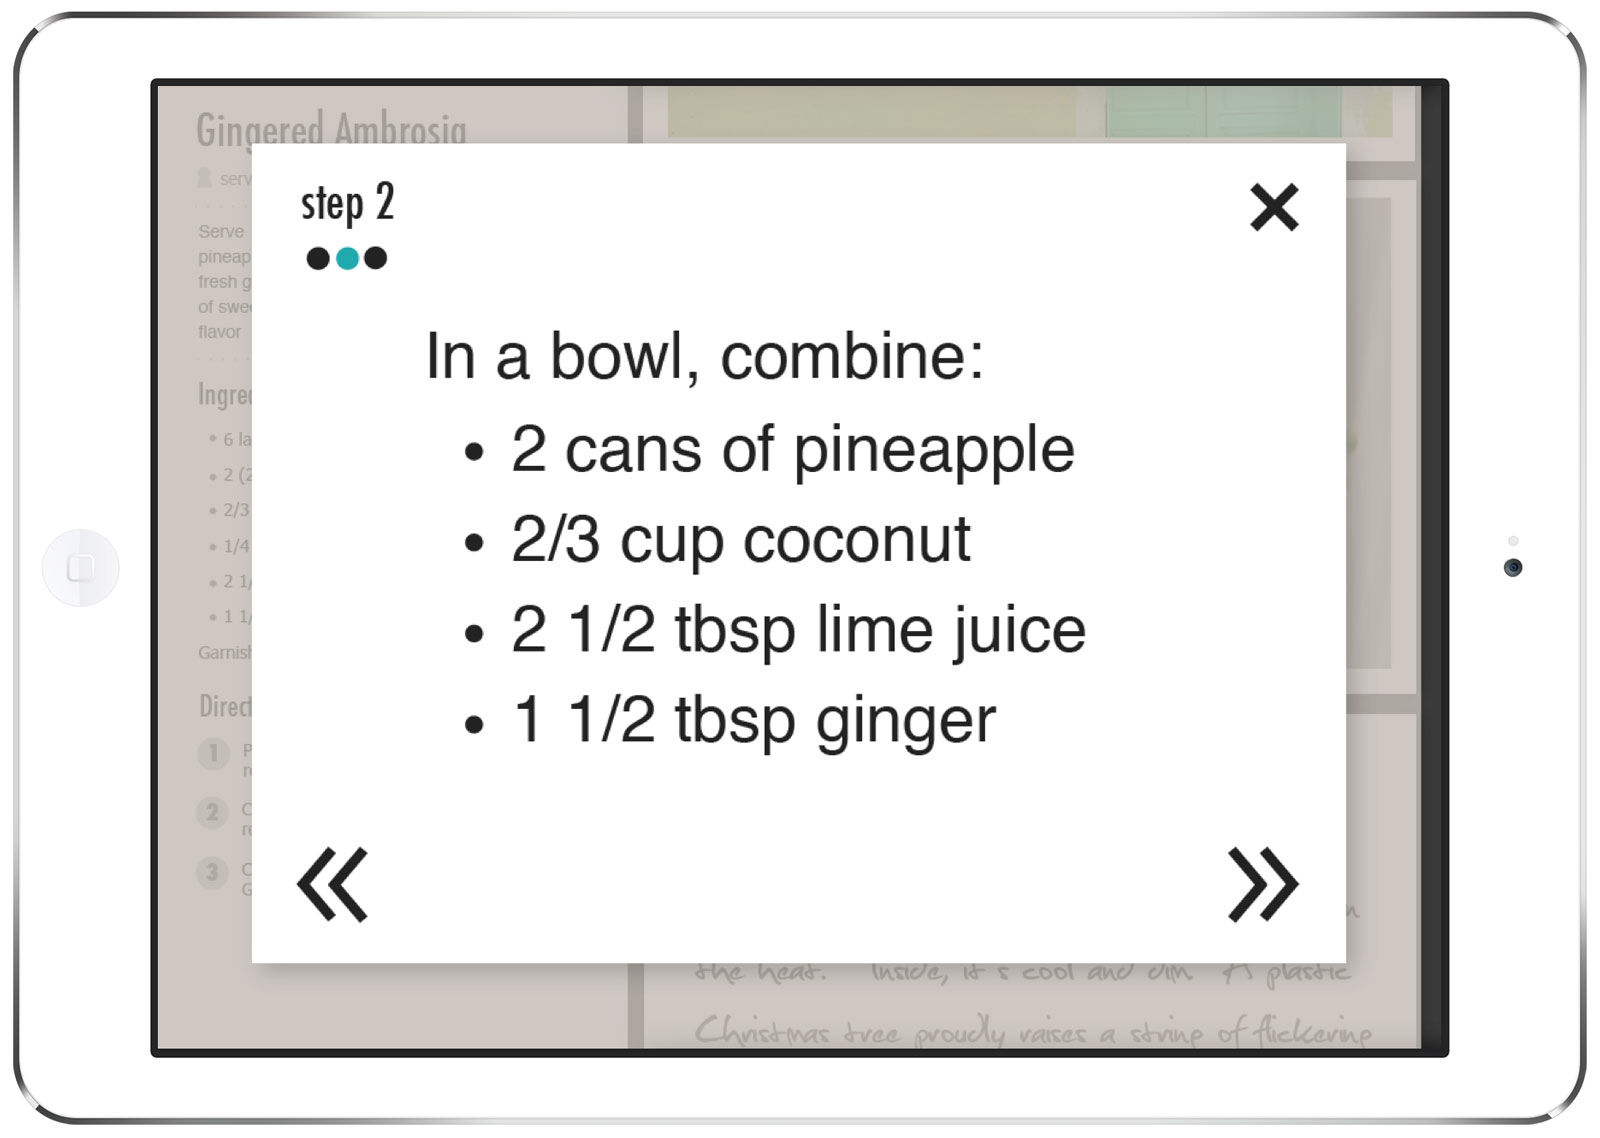 Gingered Ambrosia
serv
Serve
pineap
fresh g
of swe
flavor
Ingre
• 6 la
• 2 (2
• 2/3
• 1/4
• 2 1/
• 1 1/
Garnish
Direct
1
2
3
step 2
In a bowl, combine:
• 2 cans of pineapple
• 2/3 cup coconut
• 2 1/2 tbsp lime juice
• 1 1/2 tbsp ginger
the heat. Inside, it's cool and dim. A plastic
Christmas tree proudly raises a string of flickering